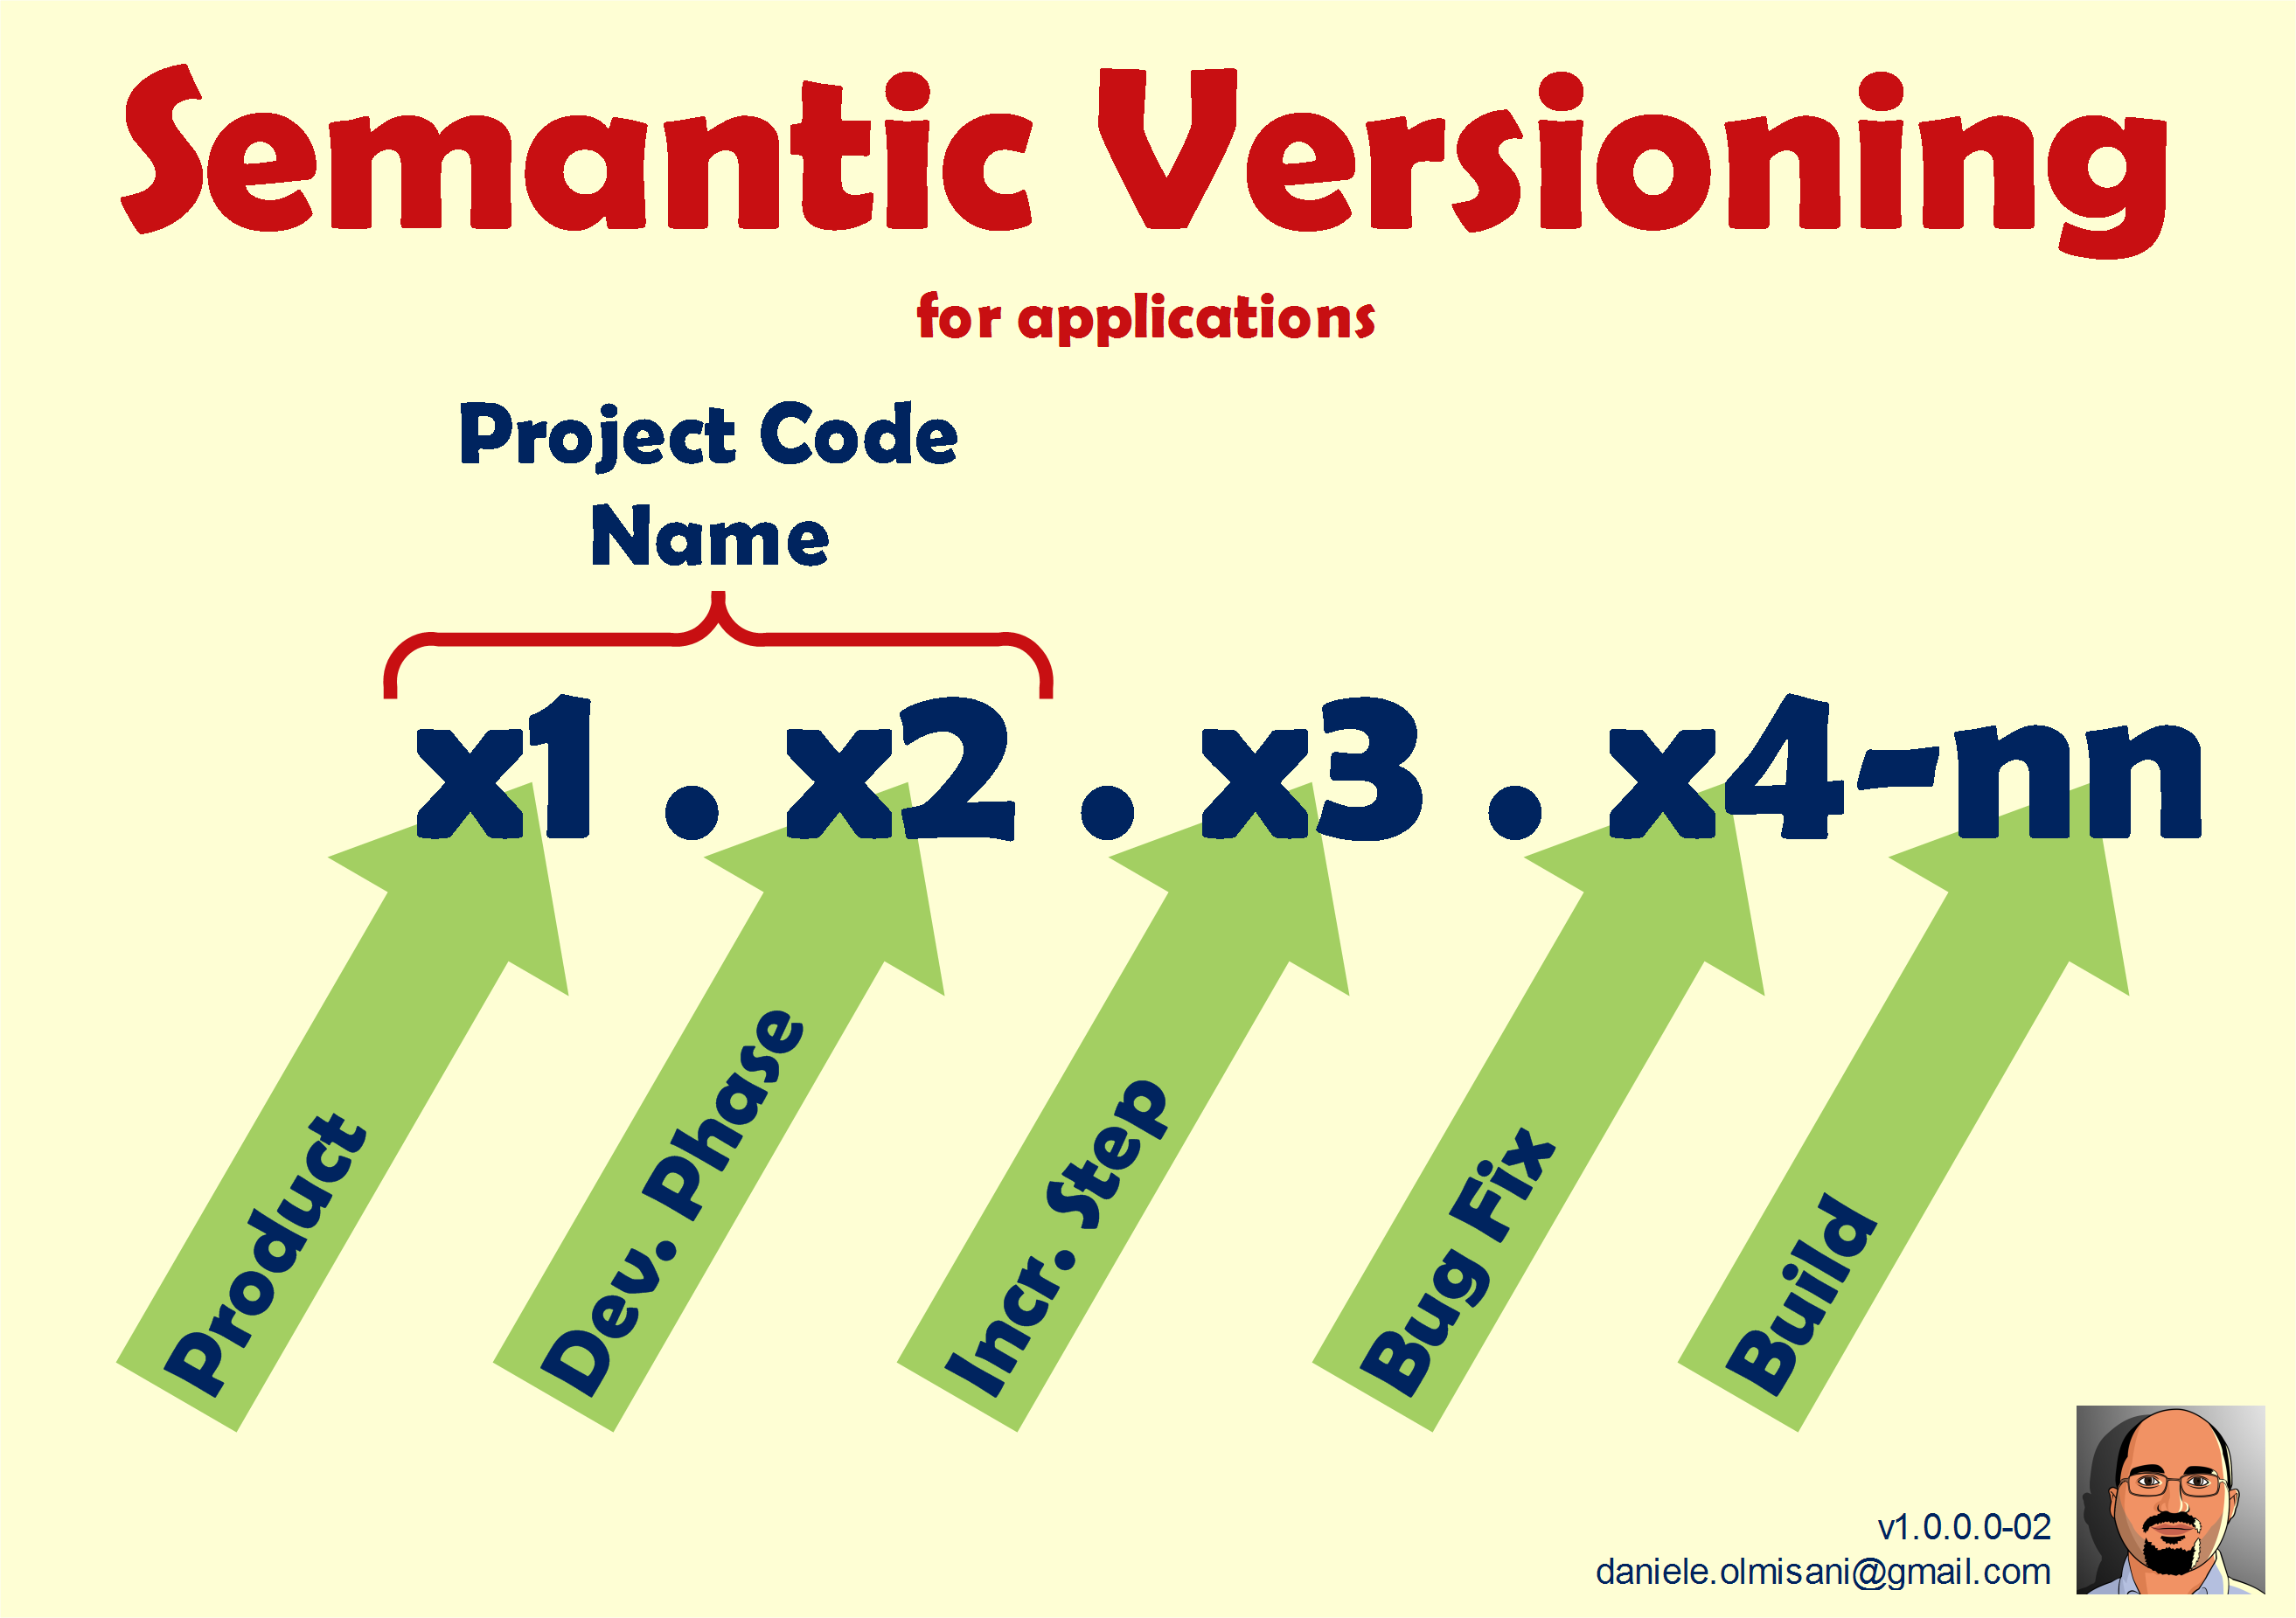 Semantic Versioning
for applications
Project Code
Name
x1 . x2 . x3 . x4-nn
Product
Dev. Phase
Incr. Step
Bug Fix
Build
v1.0.0.0-02
daniele.olmisani@gmail.com